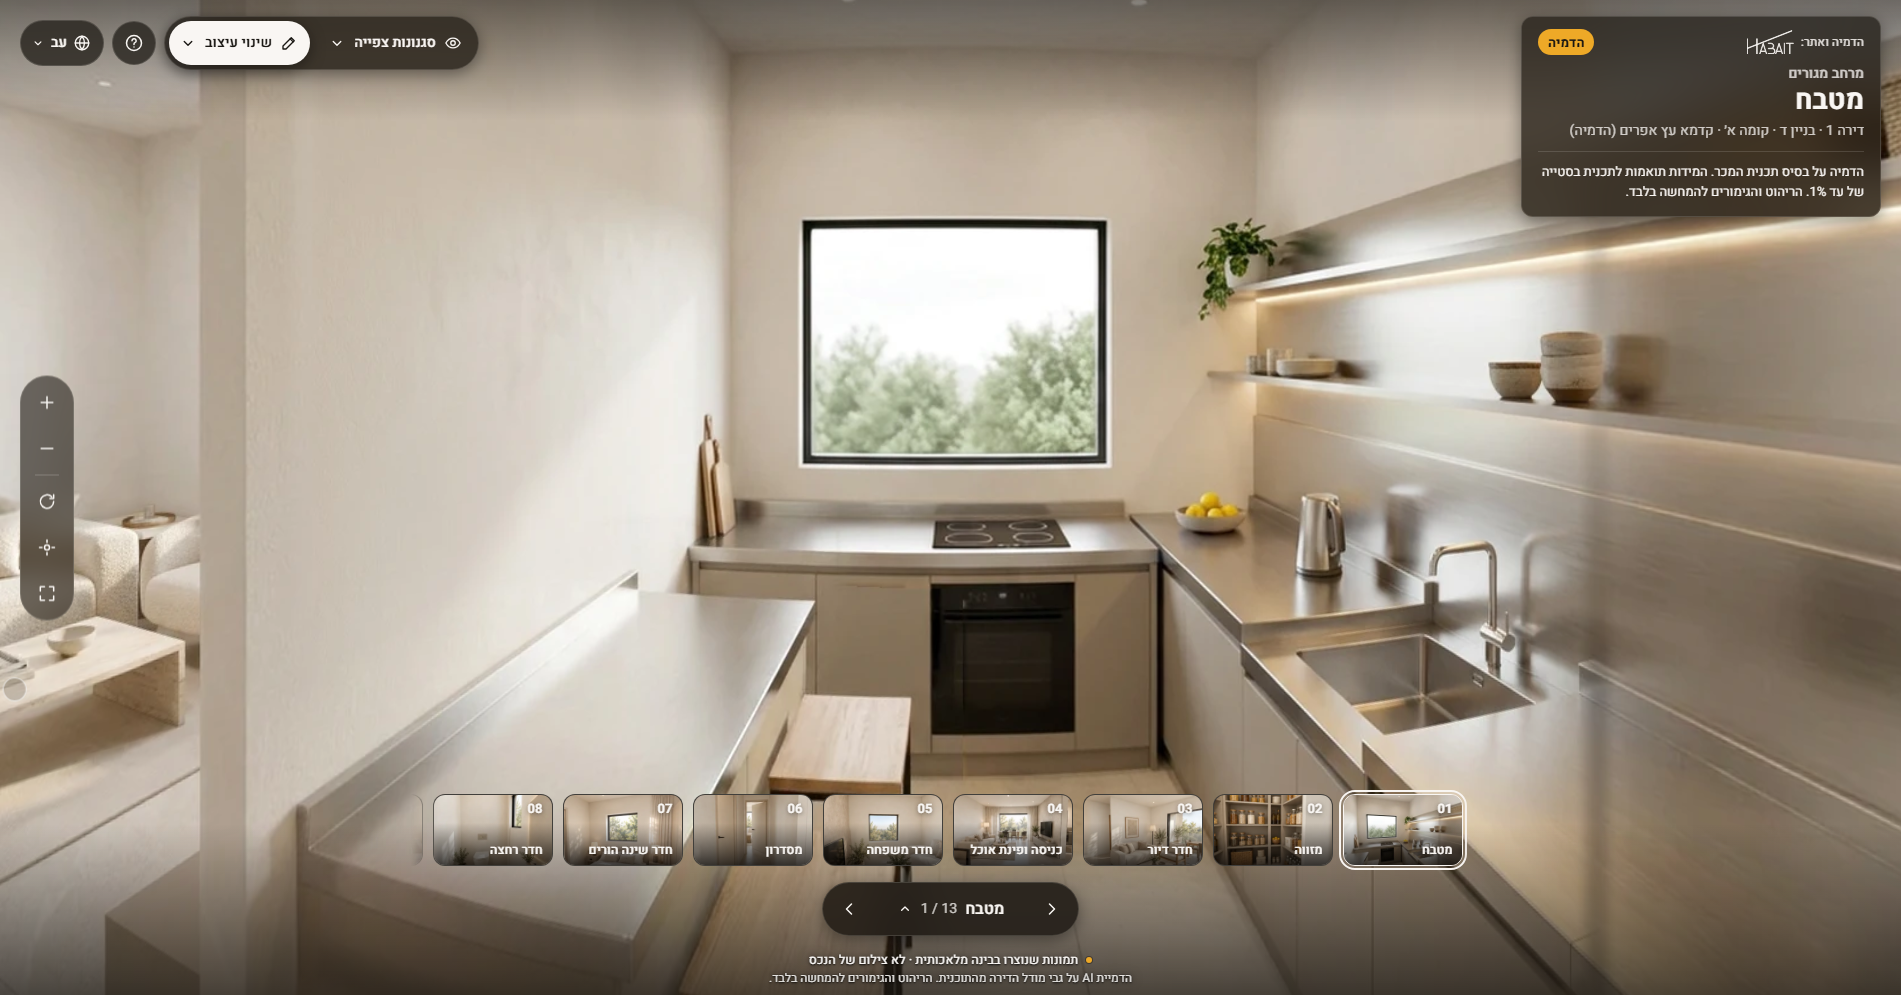 הדמיה ואתר: HABAIT
הדמיה
מרחב מגורים
מטבח
דירה 1 · בניין ד · קומה א' · קדמא עץ אפרים (הדמיה)
הדמיה על בסיס תכנית המכר. המידות תואמות לתכנית בסטייה
של עד 1%. הריהוט והגימורים להמחשה בלבד.
סגנונות צפייה
שינוי עיצוב
עב
01
מטבח
02
מזווה
03
חדר דיור
04
כניסה ופינת אוכל
05
חדר משפחה
06
מסדרון
07
חדר שינה הורים
08
חדר רחצה
מטבח 1 / 13
תמונות שנוצרו בבינה מלאכותית · לא צילום של הנכס
הדמיית AI על גבי מודל הדירה מהתוכנית. הריהוט והגימורים להמחשה בלבד.